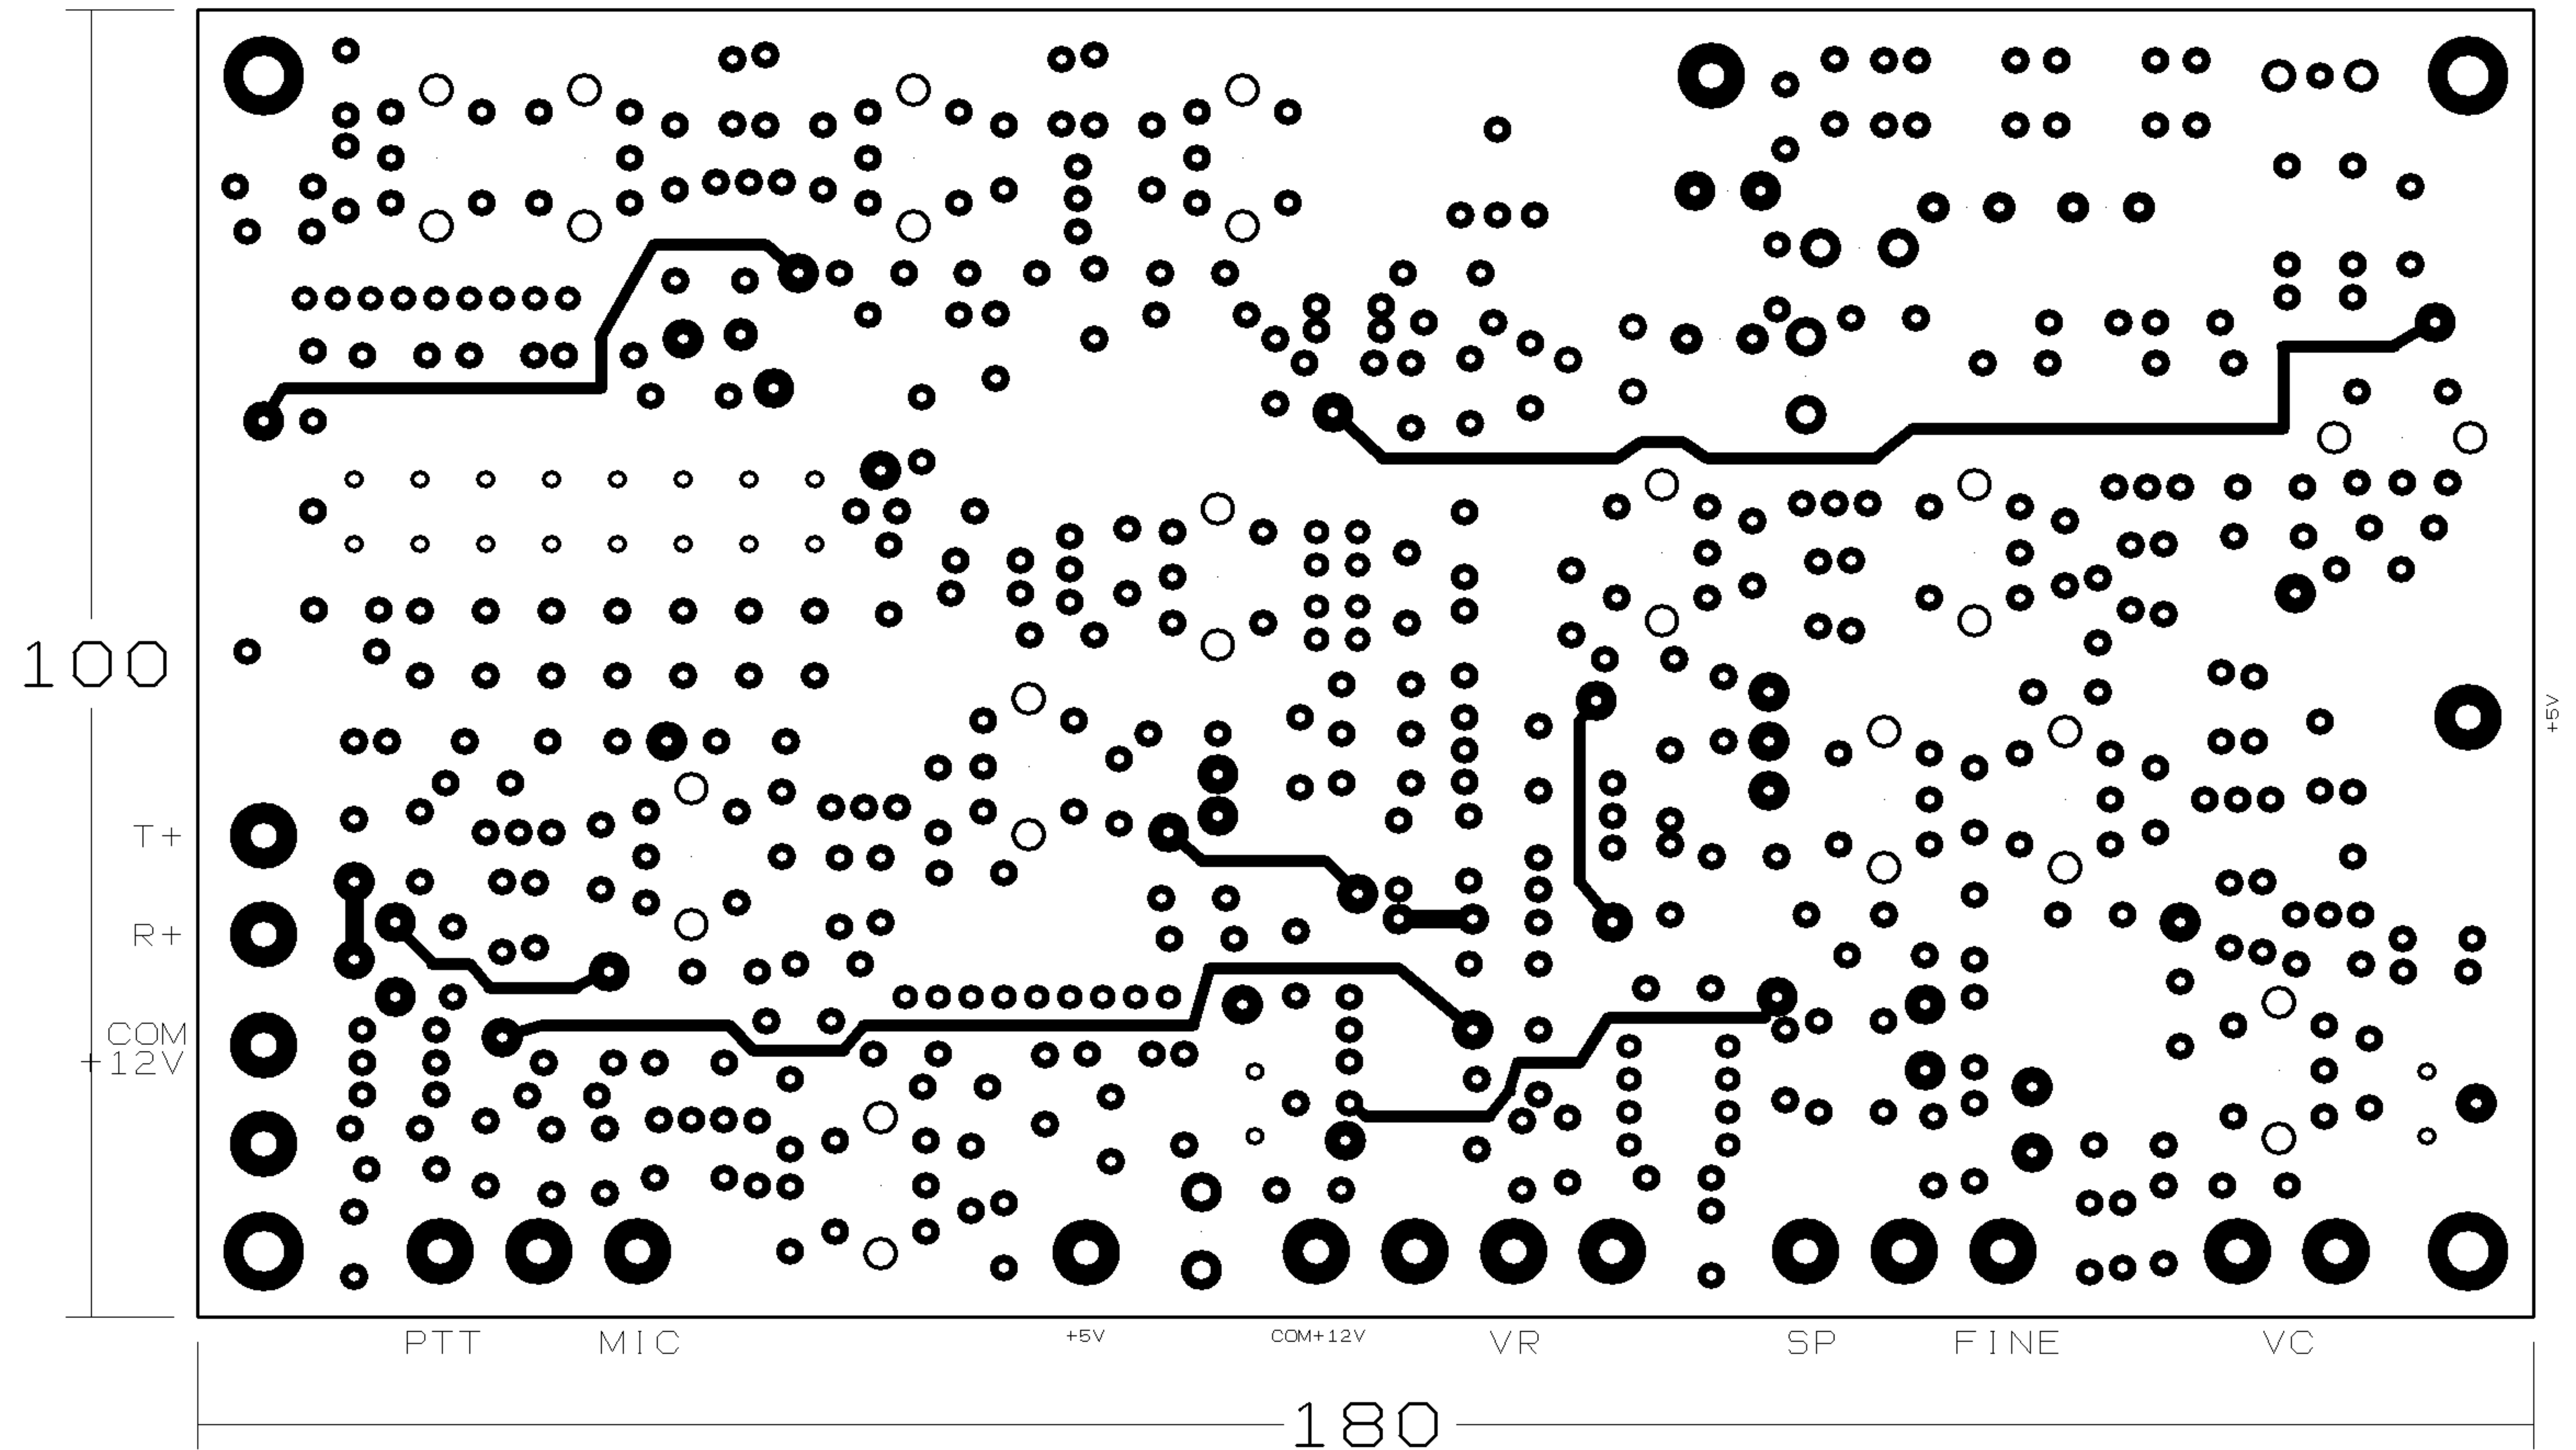 100
+5V
T+
R+
COM
+12V
PTT MIC +5V COM+12V VR SP FINE VC
180